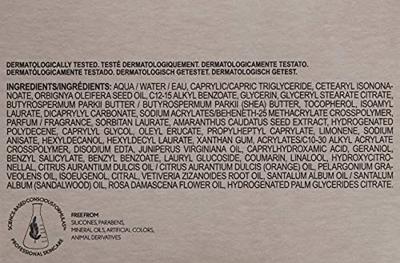 DERMATOLOGICALLY TESTED. TESTÉ DERMATOLOGIQUEMENT. DERMATOLOGICAMENTE TESTATO.
DERMATOLÓGICAMENTE TESTADO. DERMATOLOGISCH GETESTET. DERMATOLOGISCH GETEST.
INGREDIENTS/INGRÉDIENTS: AQUA / WATER / EAU, CAPRYLIC/CAPRIC TRIGLYCERIDE, CETEARYL ISONONA-
NOATE, ORBIGNYA OLEIFERA SEED OIL, C12-15 ALKYL BENZOATE, GLYCERIN, GLYCERYL STEARATE CITRATE,
BUTYROSPERMUM PARKII BUTTER / BUTYROSPERMUM PARKII (SHEA) BUTTER, TOCOPHEROL, ISOAMYL
LAURATE, DICAPRYLYL CARBONATE, SODIUM ACRYLATES/BEHENETH-25 METHACRYLATE CROSSPOLYMER,
PARFUM / FRAGRANCE, SORBITAN LAURATE, AMARANTHUS CAUDATUS SEED EXTRACT, HYDROGENATED
POLYDECENE, CAPRYLYL GLYCOL, OLEYL ERUCATE, PROPYLHEPTYL CAPRYLATE, LIMONENE, SODIUM
ANISATE, HEXYLDECANOL, HEXYLDECYL LAURATE, XANTHAN GUM, ACRYLATES/C10-30 ALKYL ACRYLATE
CROSSPOLYMER, DISODIUM EDTA, JUNIPERUS VIRGINIANA OIL, CAPRYLHYDROXAMIC ACID, GERANIOL,
BENZYL SALICYLATE, BENZYL BENZOATE, LAURYL GLUCOSIDE, COUMARIN, LINALOOL, HYDROXYCITRO-
NELLAL, CITRUS AURANTIUM DULCIS OIL / CITRUS AURANTIUM DULCIS (ORANGE) OIL, PELARGONIUM GRA-
VEOLENS OIL, ISOEUGENOL, CITRAL, VETIVERIA ZIZANOIDES ROOT OIL, SANTALUM ALBUM OIL / SANTALUM
ALBUM (SANDALWOOD) OIL, ROSA DAMASCENA FLOWER OIL, HYDROGENATED PALM GLYCERIDES CITRATE.
SCIENCE-BASED CONSCIOUS FORMULAS
PROFESSIONAL SKINCARE
FREE FROM
SILICONES, PARABENS,
MINERAL OILS, ARTIFICIAL COLORS,
ANIMAL DERIVATIVES